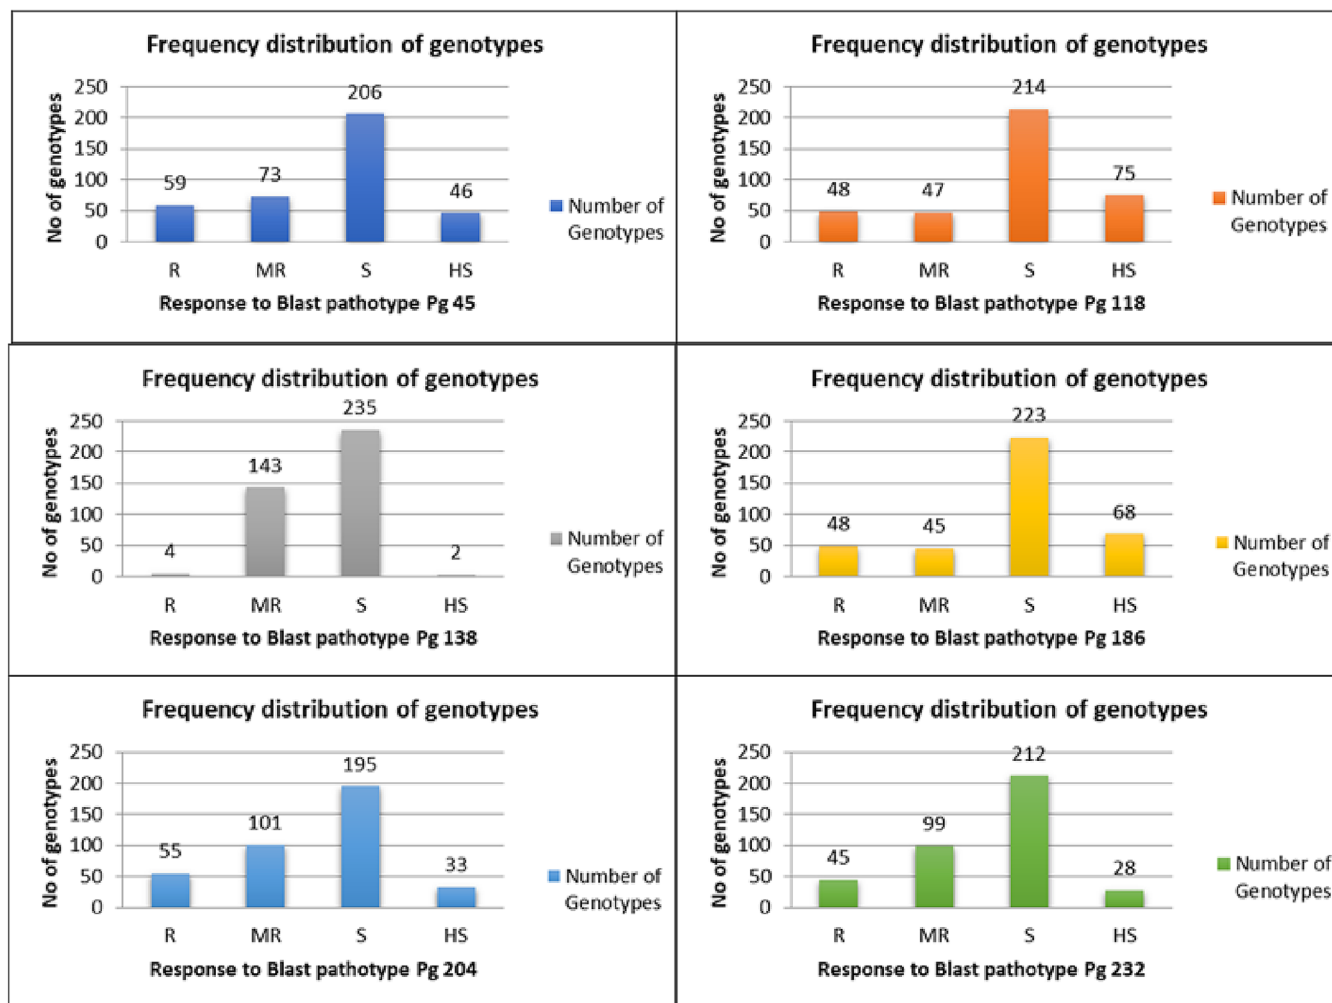 Frequency distribution of genotypes
No of genotypes
250
200
150
100
50
0
59
73
206
46
R MR S HS
Response to Blast pathotype Pg 45
Number of
Genotypes
Frequency distribution of genotypes
No of genotypes
250
200
150
100
50
0
48
47
214
75
R MR S HS
Response to Blast pathotype Pg 118
Number of
Genotypes
Frequency distribution of genotypes
No of genotypes
250
200
150
100
50
0
4
143
235
2
R MR S HS
Response to Blast pathotype Pg 138
Number of
Genotypes
Frequency distribution of genotypes
No of genotypes
250
200
150
100
50
0
48
45
223
68
R MR S HS
Response to Blast pathotype Pg 186
Number of
Genotypes
Frequency distribution of genotypes
No of genotypes
250
200
150
100
50
0
55
101
195
33
R MR S HS
Response to Blast pathotype Pg 204
Number of
Genotypes
Frequency distribution of genotypes
No of genotypes
250
200
150
100
50
0
45
99
212
28
R MR S HS
Response to Blast pathotype Pg 232
Number of
Genotypes